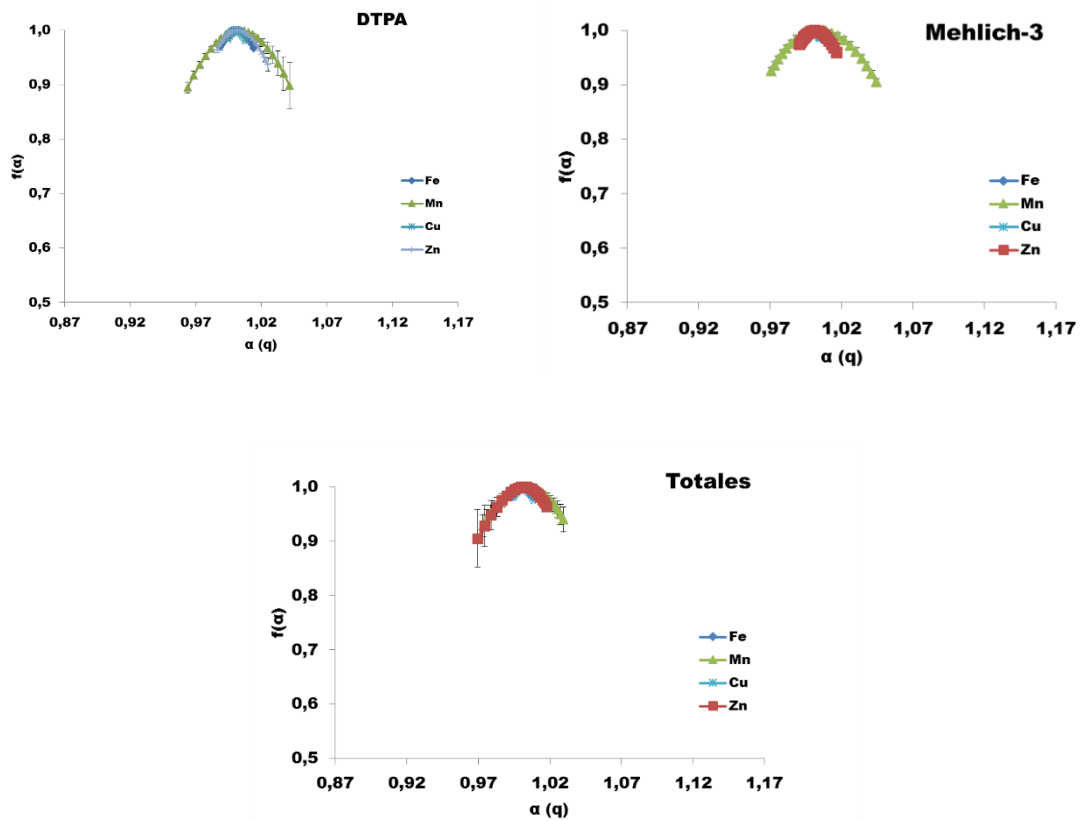 DTPA
1,0
0,9
0,8
0,7
0,6
0,5
f(α)
0,87 0,92 0,97 1,02 1,07 1,12 1,17
α (q)
Fe
Mn
Cu
Zn
Mehlich-3
1,0
0,9
0,8
0,7
0,6
0,5
f(α)
0,87 0,92 0,97 1,02 1,07 1,12 1,17
α (q)
Fe
Mn
Cu
Zn
Totales
1,0
0,9
0,8
0,7
0,6
0,5
f(α)
0,87 0,92 0,97 1,02 1,07 1,12 1,17
α (q)
Fe
Mn
Cu
Zn